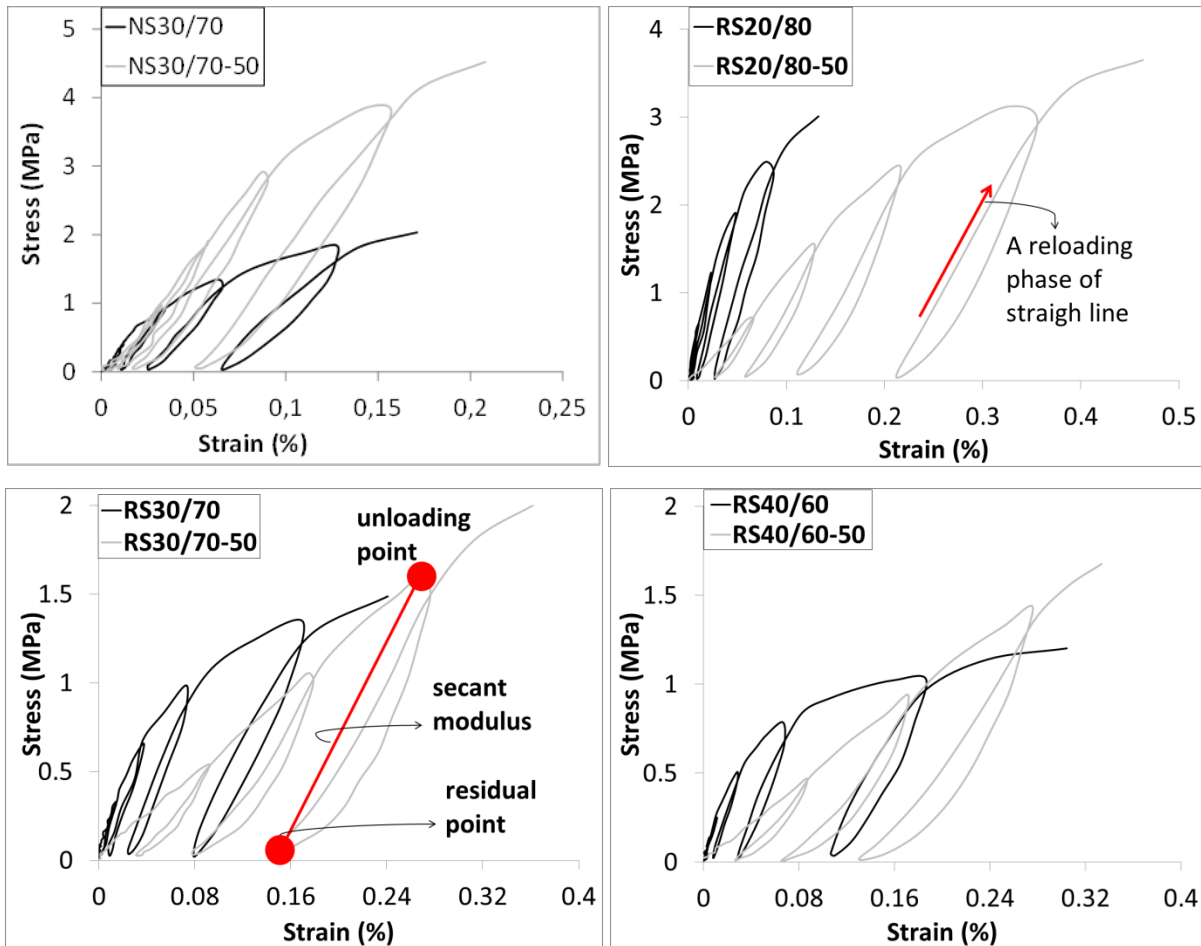 NS30/70
NS30/70-50
Stress (MPa)
5
4
3
2
1
0
0
0,05
0,1
0,15
0,2
0,25
Strain (%)
RS20/80
RS20/80-50
A reloading
phase of
straigh line
Stress (MPa)
4
3
2
1
0
0
0.1
0.2
0.3
0.4
0.5
Strain (%)
RS30/70
RS30/70-50
unloading
point
secant
modulus
residual
point
Stress (MPa)
2
1.5
1
0.5
0
0
0.08
0.16
0.24
0.32
0.4
Strain (%)
RS40/60
RS40/60-50
Stress (MPa)
2
1.5
1
0.5
0
0
0.08
0.16
0.24
0.32
0.4
Strain (%)